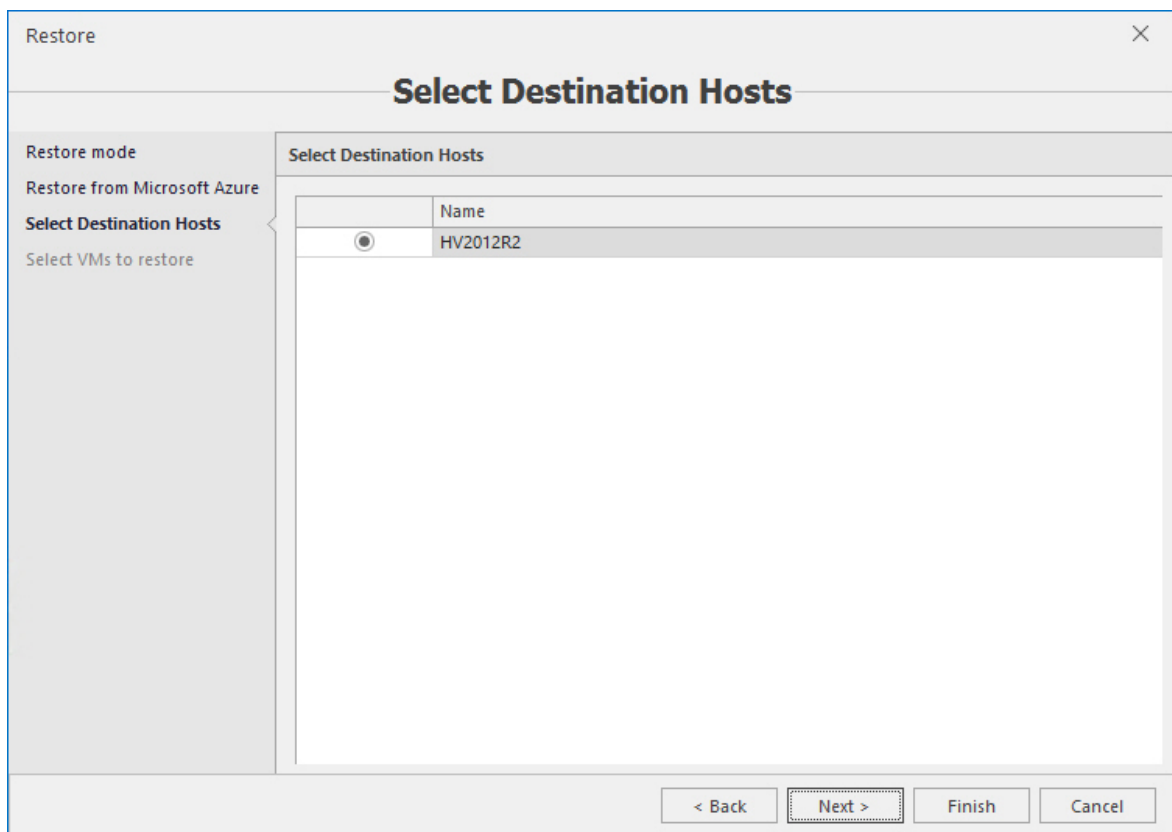 Restore
Select Destination Hosts
Restore mode
Restore from Microsoft Azure
Select Destination Hosts
Select VMs to restore
Select Destination Hosts
Name
HV2012R2
< Back
Next >
Finish
Cancel